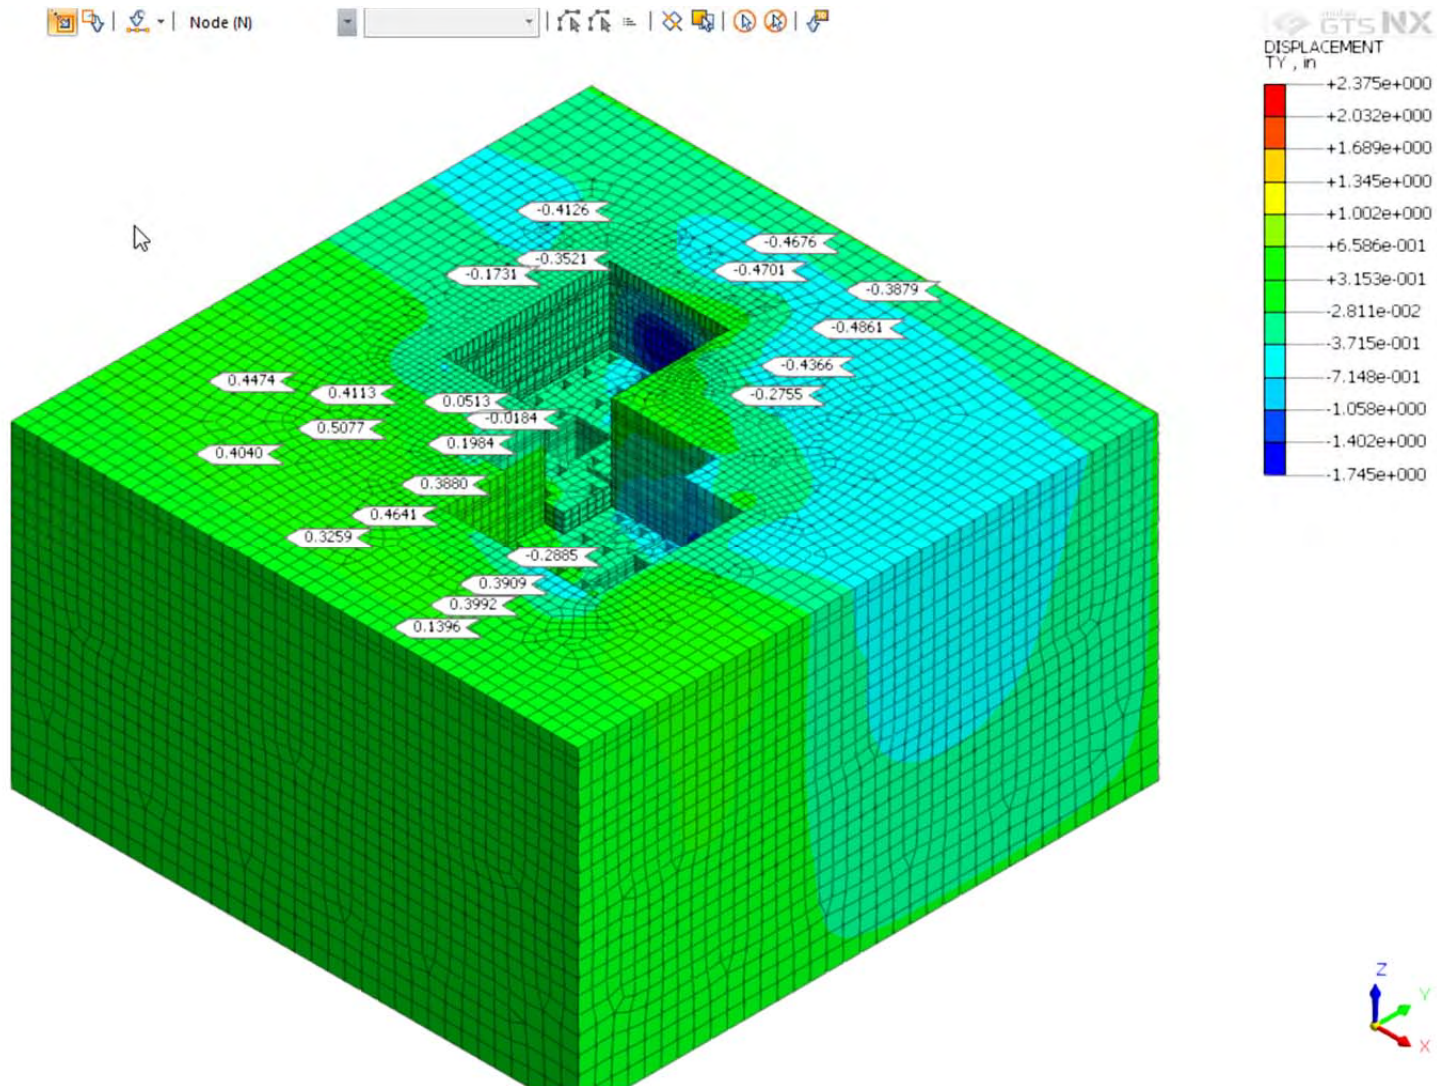 Node (N)
midas
GTS NX
DISPLACEMENT
TY , in
+2.375e+000
+2.032e+000
+1.689e+000
+1.345e+000
+1.002e+000
+6.586e-001
+3.153e-001
-2.811e-002
-3.715e-001
-7.148e-001
-1.058e+000
-1.402e+000
-1.745e+000
-0.4126
-0.4676
-0.3521
-0.4701
-0.1731
-0.3879
-0.4861
-0.4366
0.4474
0.4113
-0.2755
0.0513
-0.0184
0.5077
0.1984
0.4040
0.3880
0.4641
0.3259
-0.2885
0.3909
0.3992
0.1396
Z
Y
X